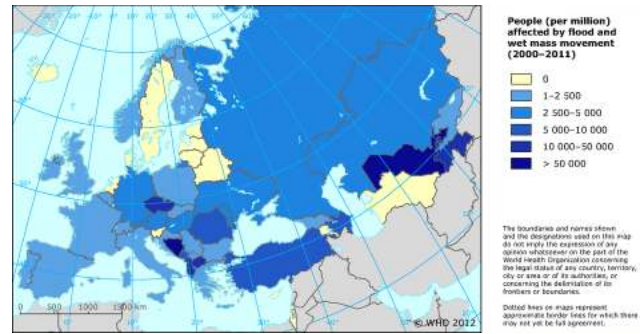 People (per million)
affected by flood and
wet mass movement
(2000–2011)
0
1–2 500
2 500–5 000
5 000–10 000
10 000–50 000
> 50 000
The boundaries and names shown
and the designations used on this map
do not imply the expression of any
opinion whatsoever on the part of the
World Health Organization concerning
the legal status of any country, territory,
city or area or of its authorities, or
concerning the delimitation of its
frontiers or boundaries.
Dotted lines on maps represent
approximate border lines for which there
may not yet be full agreement.
0 500 1000 1500 km
© WHO 2012